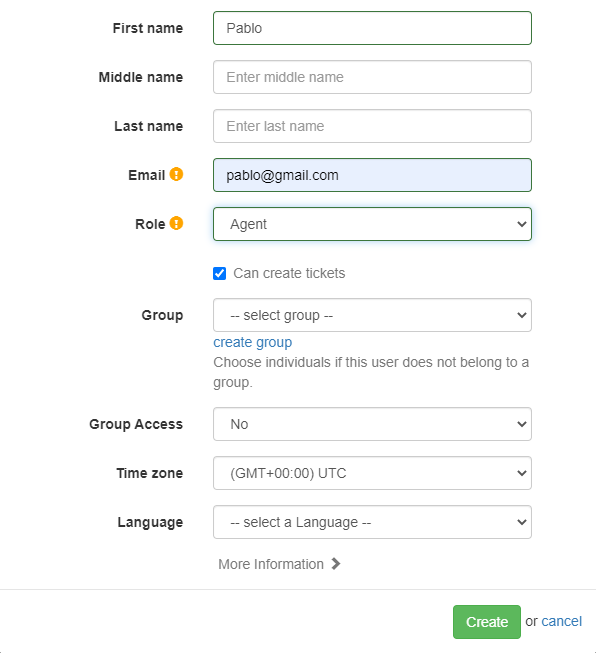 First name Pablo
Middle name Enter middle name
Last name Enter last name
Email pablo@gmail.com
Role Agent
Can create tickets
Group -- select group --
create group
Choose individuals if this user does not belong to a
group.
Group Access No
Time zone (GMT+00:00) UTC
Language -- select a Language --
More Information
Create or cancel